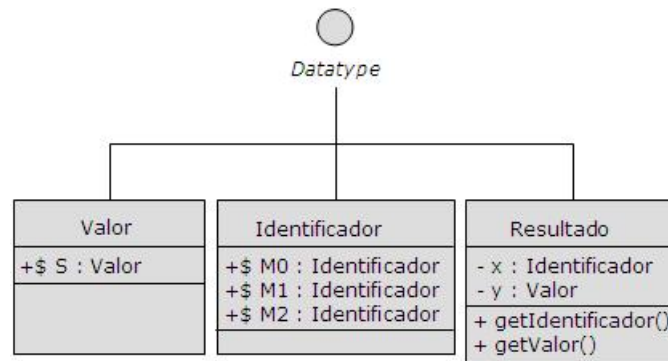 Datatype
Valor
+$ S : Valor
Identificador
+$ M0 : Identificador
+$ M1 : Identificador
+$ M2 : Identificador
Resultado
- x : Identificador
- y : Valor
+ getIdentificador()
+ getValor()